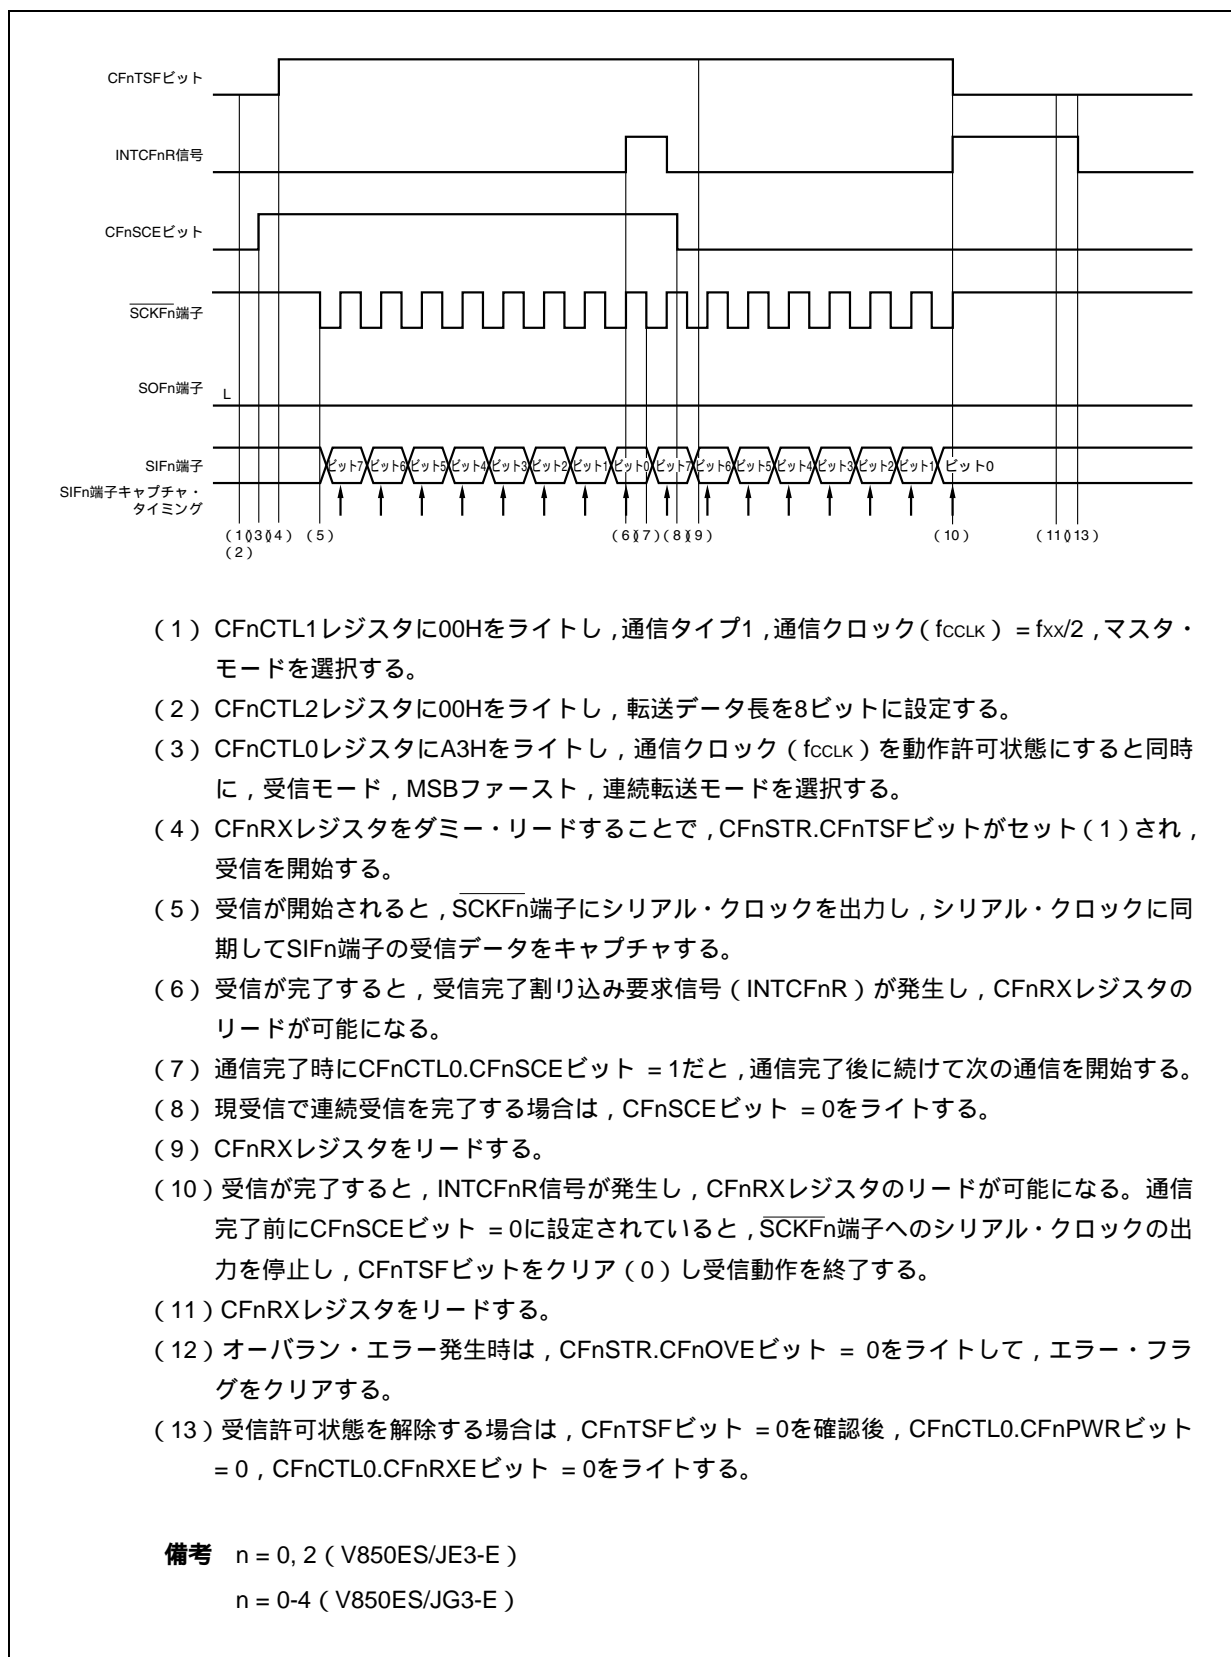 CFnTSFビット
INTCFnR信号
CFnSCEビット
SCKFn端子
SOFn端子 L
SIFn端子 ビット7 ビット6 ビット5 ビット4 ビット3 ビット2 ビット1 ビット0 ビット7 ビット6 ビット5 ビット4 ビット3 ビット2 ビット1 ビット0
SIFn端子キャプチャ・
タイミング
(1)(3)(4) (5) (6)(7)(8)(9) (10) (11)(13)
(2)
(1) CFnCTL1レジスタに00Hをライトし,通信タイプ1,通信クロック(fCCLK) = fXX/2,マスタ・
モードを選択する。
(2) CFnCTL2レジスタに00Hをライトし,転送データ長を8ビットに設定する。
(3) CFnCTL0レジスタにA3Hをライトし,通信クロック(fCCLK)を動作許可状態にすると同時
に,受信モード,MSBファースト,連続転送モードを選択する。
(4) CFnRXレジスタをダミー・リードすることで,CFnSTR.CFnTSFビットがセット(1)され,
受信を開始する。
(5) 受信が開始されると,SCKFn端子にシリアル・クロックを出力し,シリアル・クロックに同
期してSIFn端子の受信データをキャプチャする。
(6) 受信が完了すると,受信完了割り込み要求信号(INTCFnR)が発生し,CFnRXレジスタの
リードが可能になる。
(7) 通信完了時にCFnCTL0.CFnSCEビット = 1だと,通信完了後に続けて次の通信を開始する。
(8) 現受信で連続受信を完了する場合は,CFnSCEビット = 0をライトする。
(9) CFnRXレジスタをリードする。
(10) 受信が完了すると,INTCFnR信号が発生し,CFnRXレジスタのリードが可能になる。通信
完了前にCFnSCEビット = 0に設定されていると,SCKFn端子へのシリアル・クロックの出
力を停止し,CFnTSFビットをクリア(0)し受信動作を終了する。
(11) CFnRXレジスタをリードする。
(12) オーバラン・エラー発生時は,CFnSTR.CFnOVEビット = 0をライトして,エラー・フラ
グをクリアする。
(13) 受信許可状態を解除する場合は,CFnTSFビット = 0を確認後,CFnCTL0.CFnPWRビット
= 0,CFnCTL0.CFnRXEビット = 0をライトする。
備考 n = 0, 2(V850ES/JE3-E)
n = 0-4(V850ES/JG3-E)